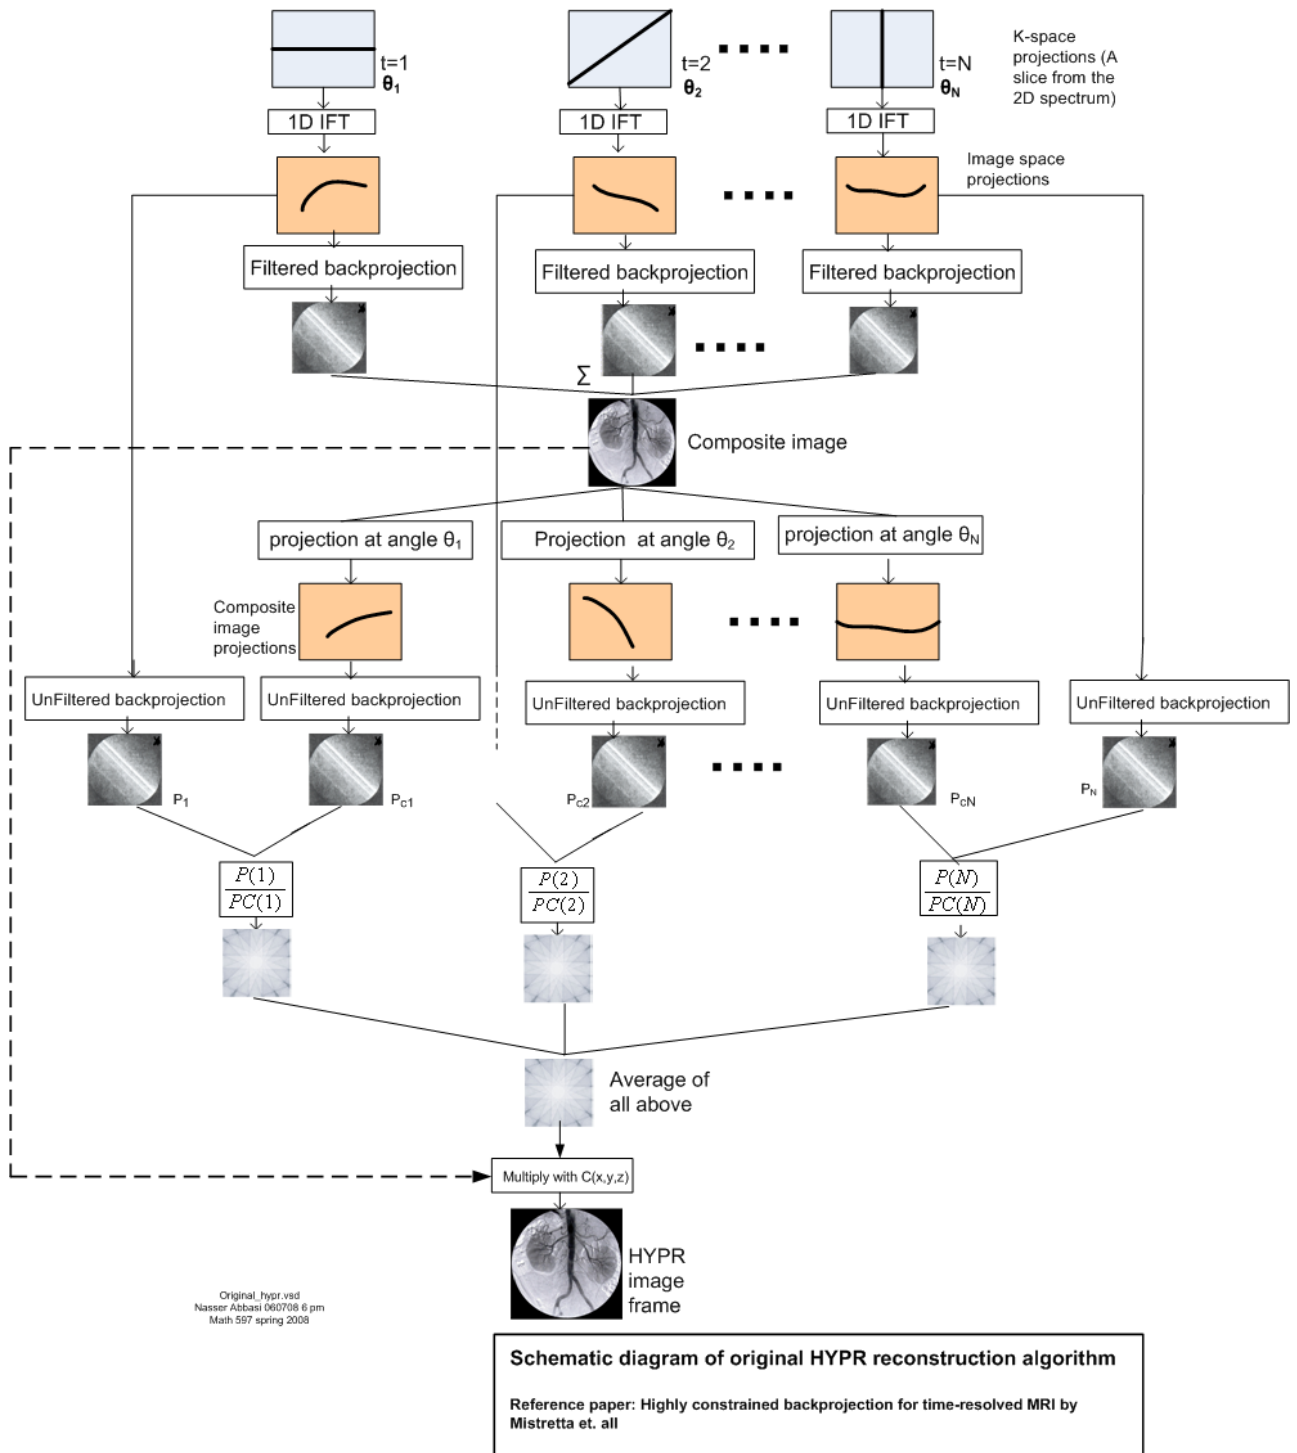 t=1
θ1
t=2
θ2
t=N
θN
K-space
projections (A
slice from the
2D spectrum)
1D IFT
1D IFT
1D IFT
Image space
projections
Filtered backprojection
Filtered backprojection
Filtered backprojection
Σ
Composite image
projection at angle θ1
Projection at angle θ2
projection at angle θN
Composite
image
projections
UnFiltered backprojection
UnFiltered backprojection
UnFiltered backprojection
UnFiltered backprojection
UnFiltered backprojection
P1
Pc1
Pc2
PcN
PN
P(1)
PC(1)
P(2)
PC(2)
P(N)
PC(N)
Average of
all above
Multiply with C(x,y,z)
HYPR
image
frame
Original_hypr.vsd
Nasser Abbasi 060708 6 pm
Math 597 spring 2008
Schematic diagram of original HYPR reconstruction algorithm
Reference paper: Highly constrained backprojection for time-resolved MRI by
Mistretta et. all